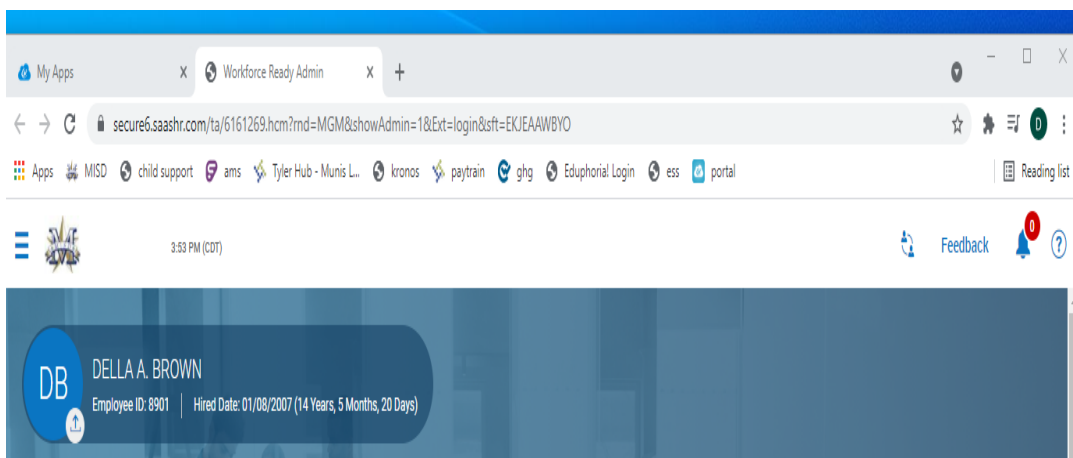 My Apps
Workforce Ready Admin
secure6.saashr.com/ta/6161269.hcm?rnd=MGM&showAdmin=1&Ext=login&sft=EKJEAAWBYO
D
Apps MISD child support ams Tyler Hub - Munis L... kronos paytrain ghg Eduphoria! Login ess portal Reading list
3:53 PM (CDT)
Feedback
0
?
DB
DELLA A. BROWN
Employee ID: 8901 | Hired Date: 01/08/2007 (14 Years, 5 Months, 20 Days)